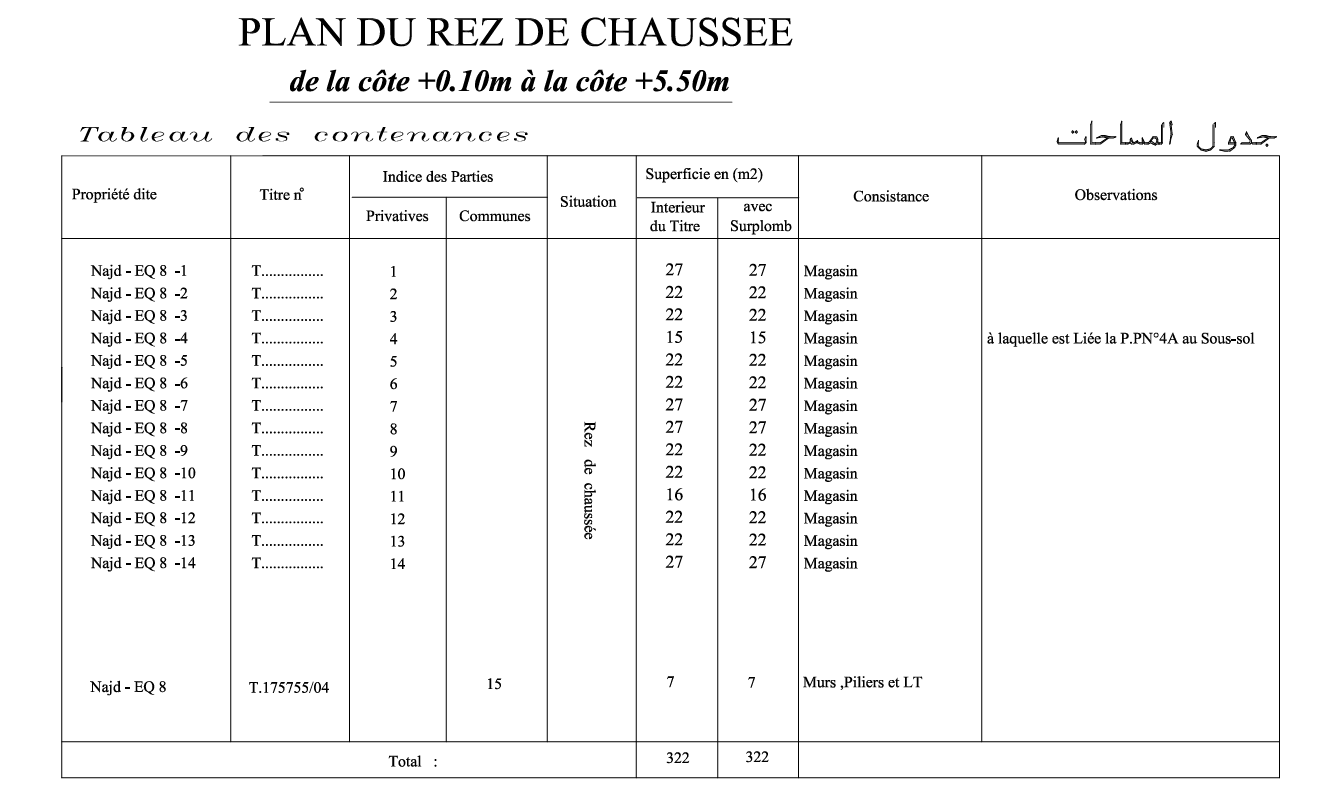 PLAN DU REZ DE CHAUSSEE
de la côte +0.10m à la côte +5.50m
Tableau des contenances جدول المساحات
Propriété dite Titre n° Indice des Parties Situation Superficie en (m2) Consistance Observations
Privatives Communes Interieur du Titre avec Surplomb
Najd - EQ 8 -1 T................ 1 27 27 Magasin
Najd - EQ 8 -2 T................ 2 22 22 Magasin
Najd - EQ 8 -3 T................ 3 22 22 Magasin
Najd - EQ 8 -4 T................ 4 15 15 Magasin à laquelle est Liée la P.PN°4A au Sous-sol
Najd - EQ 8 -5 T................ 5 22 22 Magasin
Najd - EQ 8 -6 T................ 6 22 22 Magasin
Najd - EQ 8 -7 T................ 7 27 27 Magasin
Najd - EQ 8 -8 T................ 8 27 27 Magasin
Najd - EQ 8 -9 T................ 9 22 22 Magasin
Najd - EQ 8 -10 T................ 10 22 22 Magasin
Najd - EQ 8 -11 T................ 11 16 16 Magasin
Najd - EQ 8 -12 T................ 12 22 22 Magasin
Najd - EQ 8 -13 T................ 13 22 22 Magasin
Najd - EQ 8 -14 T................ 14 27 27 Magasin
Rez de chaussée
Najd - EQ 8 T.175755/04 15 7 7 Murs ,Piliers et LT
Total : 322 322